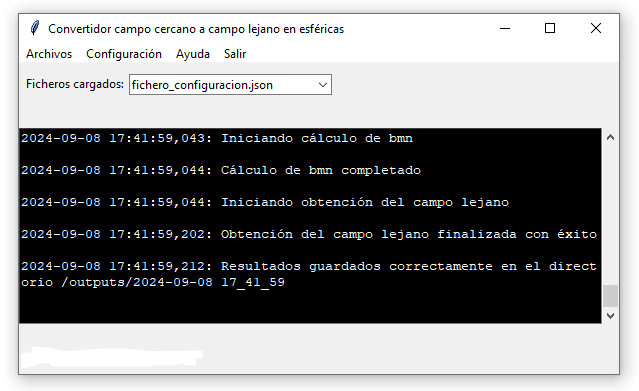 Convertidor campo cercano a campo lejano en esféricas
Archivos Configuración Ayuda Salir
Ficheros cargados: fichero_configuracion.json
2024-09-08 17:41:59,043: Iniciando cálculo de bmn
2024-09-08 17:41:59,044: Cálculo de bmn completado
2024-09-08 17:41:59,044: Iniciando obtención del campo lejano
2024-09-08 17:41:59,202: Obtención del campo lejano finalizada con éxito
2024-09-08 17:41:59,212: Resultados guardados correctamente en el direct
orio /outputs/2024-09-08 17_41_59